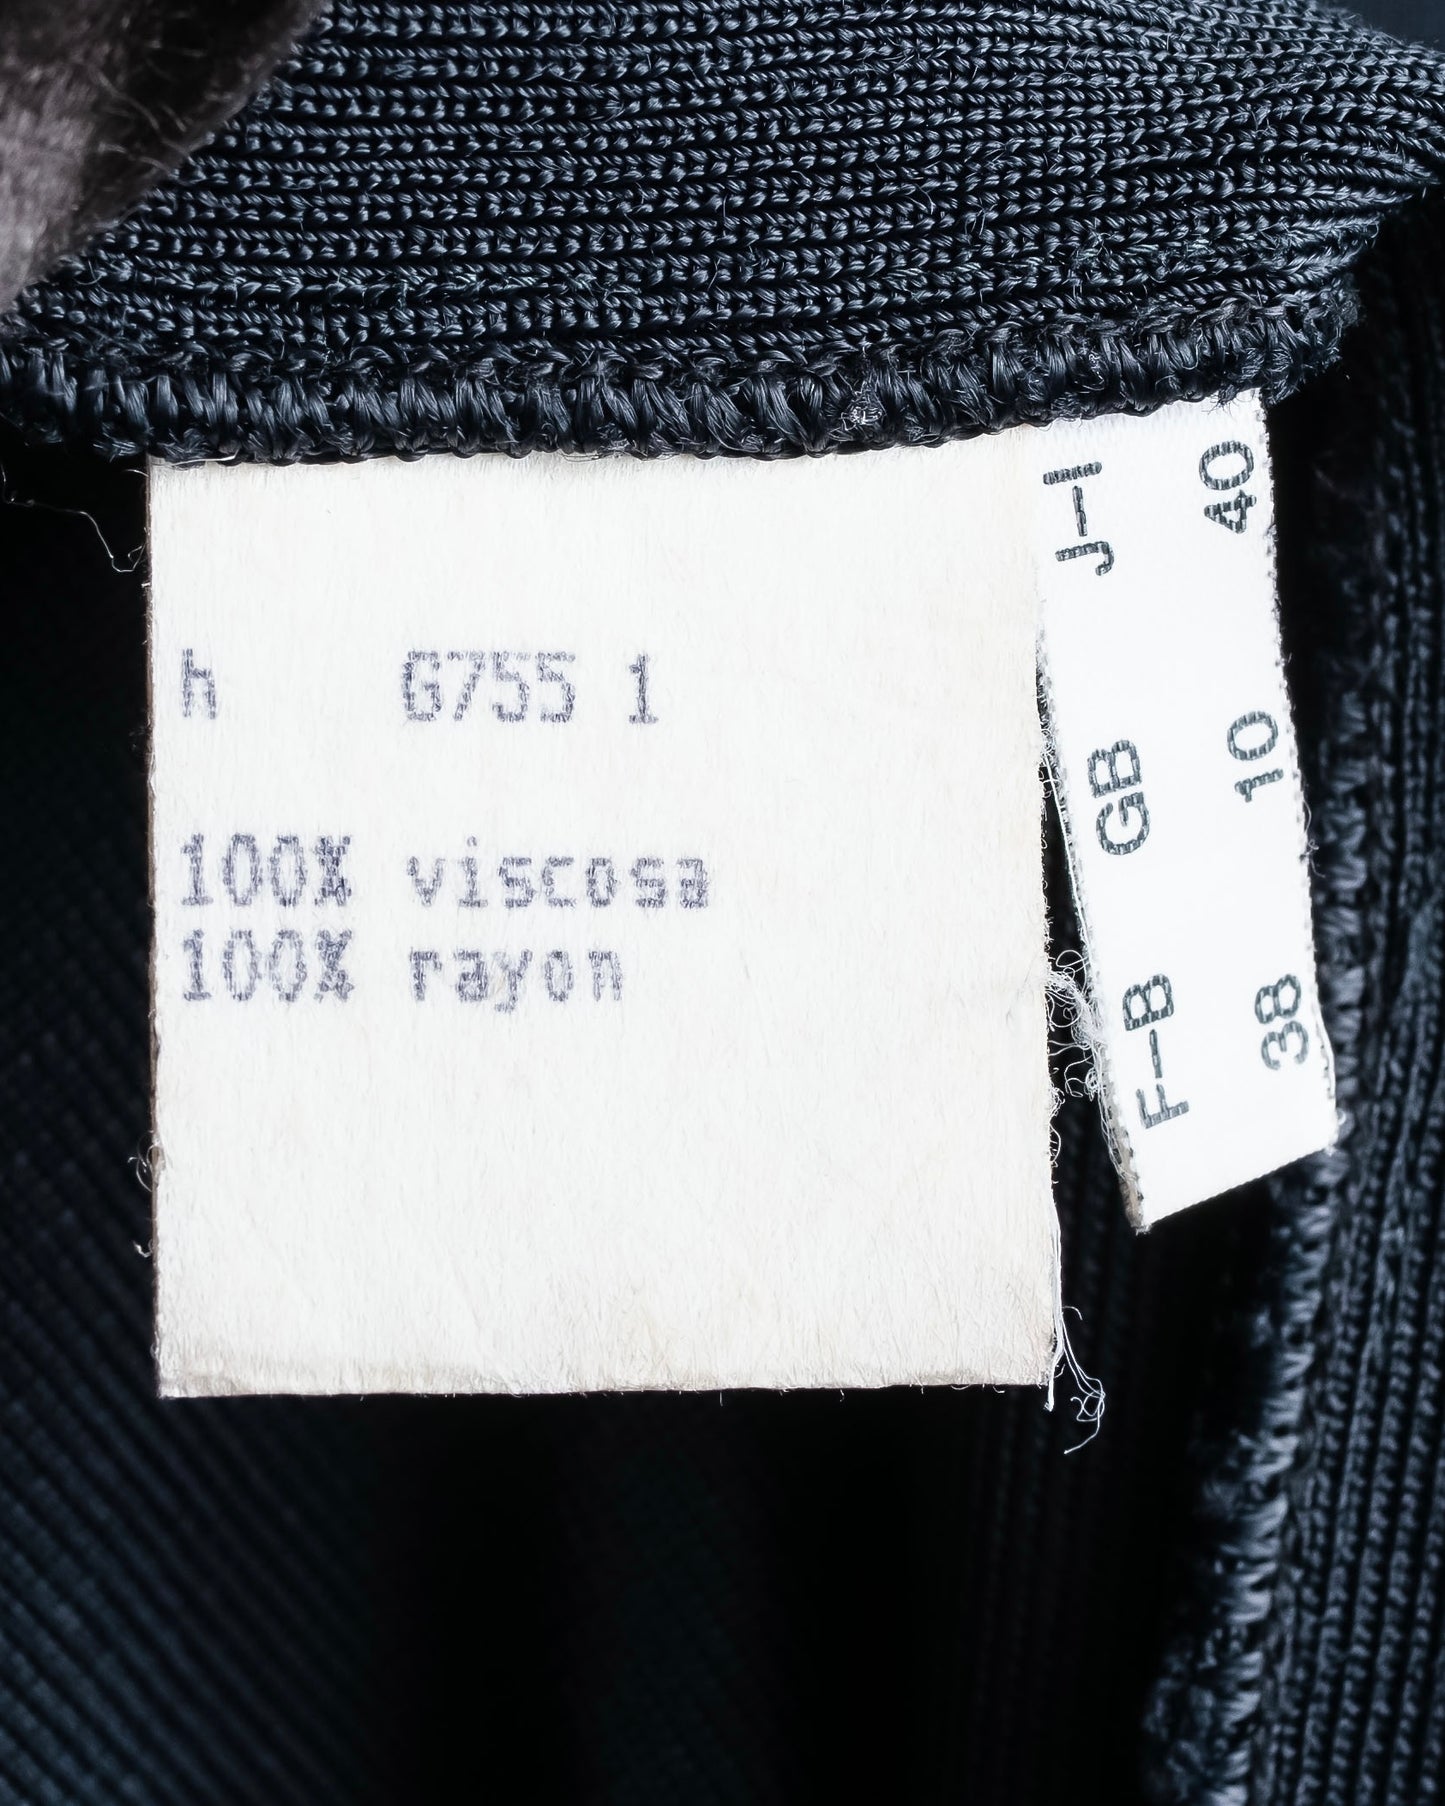 h G755 1
100% viscosa
100% rayon
J-I 40
GB 10
F-B 38